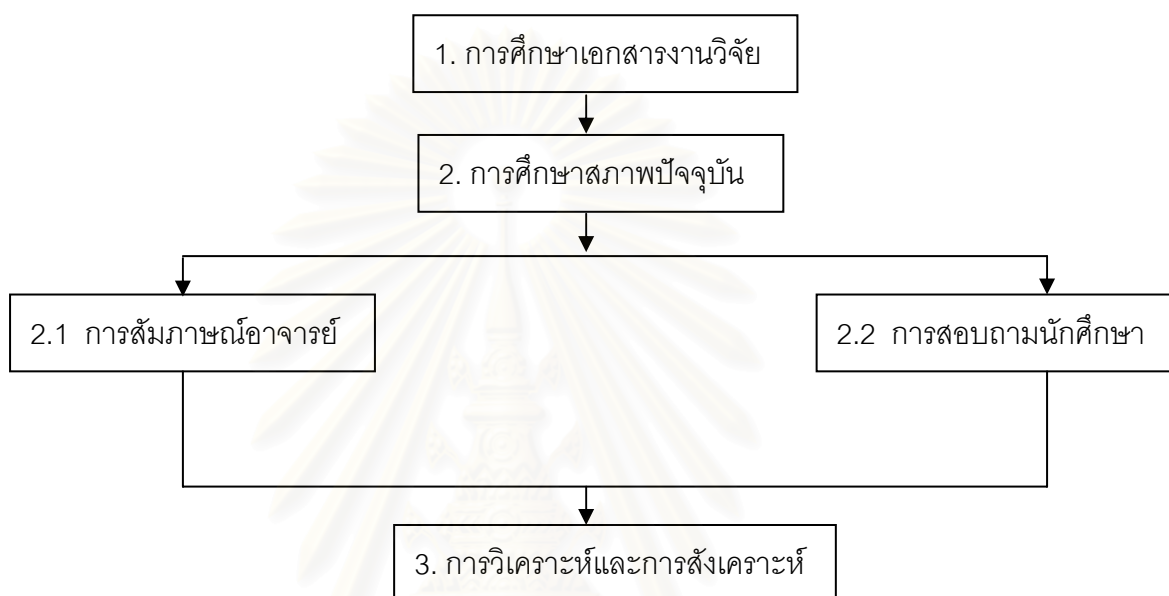 1. การศึกษาเอกสารงานวิจัย
2. การศึกษาสภาพปัจจุบัน
2.1 การสัมภาษณ์อาจารย์
2.2 การสอบถามนักศึกษา
3. การวิเคราะห์และการสังเคราะห์